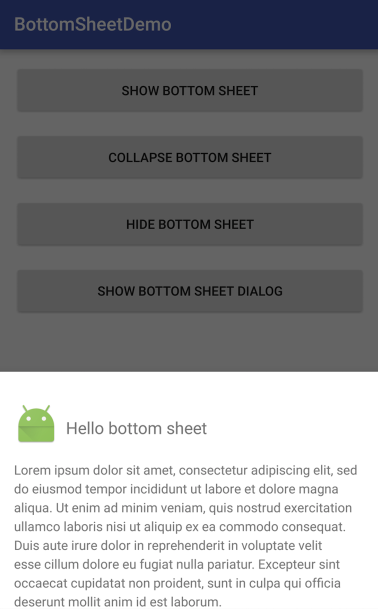 BottomSheetDemo
SHOW BOTTOM SHEET
COLLAPSE BOTTOM SHEET
HIDE BOTTOM SHEET
SHOW BOTTOM SHEET DIALOG
Hello bottom sheet
Lorem ipsum dolor sit amet, consectetur adipiscing elit, sed
do eiusmod tempor incididunt ut labore et dolore magna
aliqua. Ut enim ad minim veniam, quis nostrud exercitation
ullamco laboris nisi ut aliquip ex ea commodo consequat.
Duis aute irure dolor in reprehenderit in voluptate velit
esse cillum dolore eu fugiat nulla pariatur. Excepteur sint
occaecat cupidatat non proident, sunt in culpa qui officia
deserunt mollit anim id est laborum.